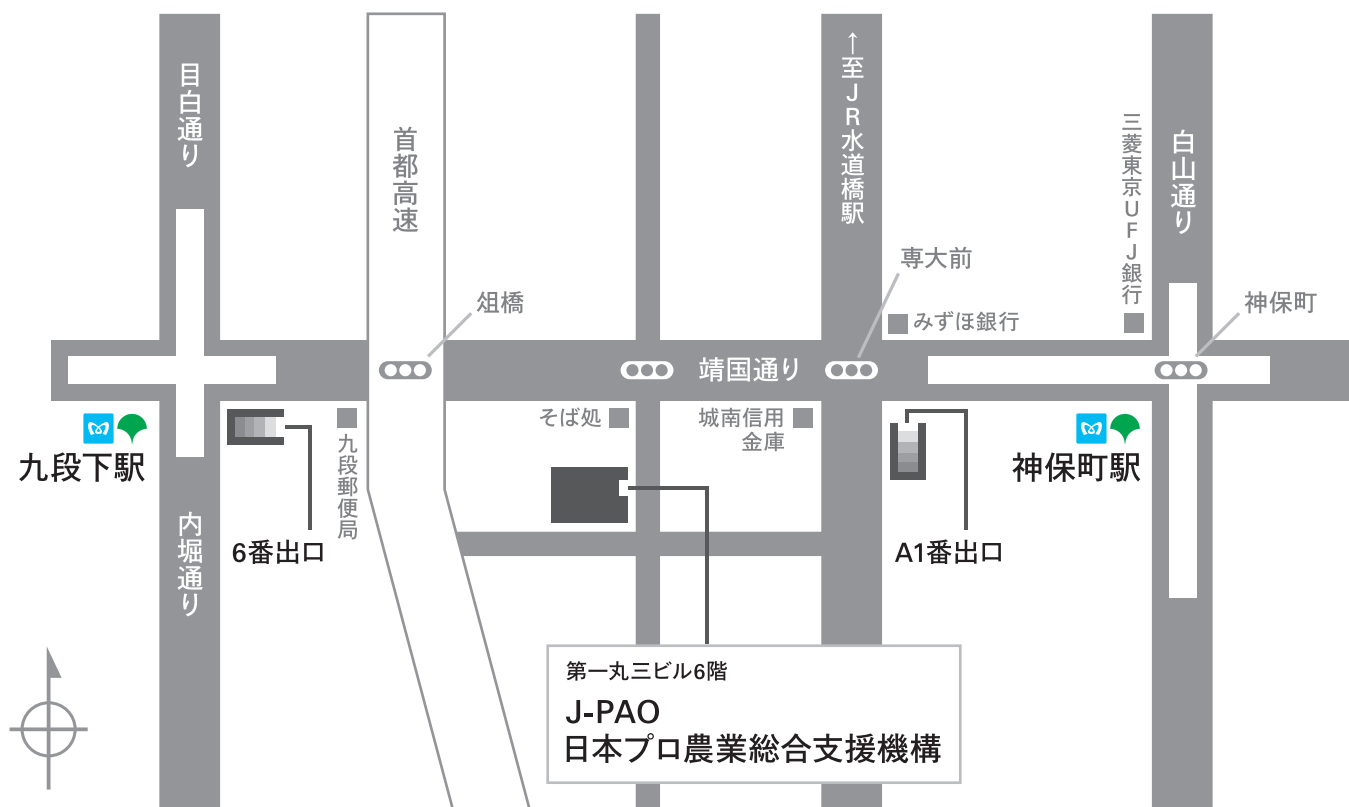 目白通り
首都高速
↑至JR水道橋駅
三菱東京UFJ銀行
白山通り
専大前
俎橋
神保町
みずほ銀行
靖国通り
そば処
城南信用
金庫
九段下駅
九段郵便局
神保町駅
内堀通り
6番出口
A1番出口
第一丸三ビル6階
J-PAO
日本プロ農業総合支援機構